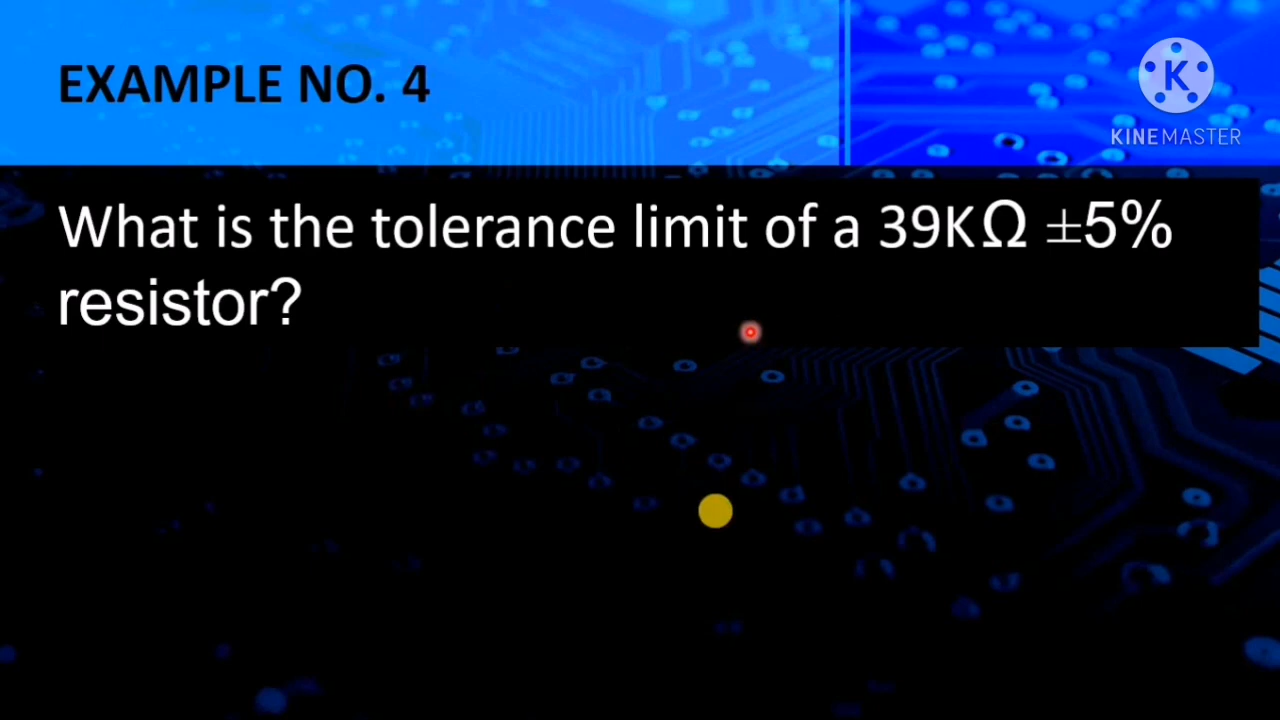 EXAMPLE NO. 4
K
KINEMASTER
What is the tolerance limit of a 39KΩ ±5%
resistor?